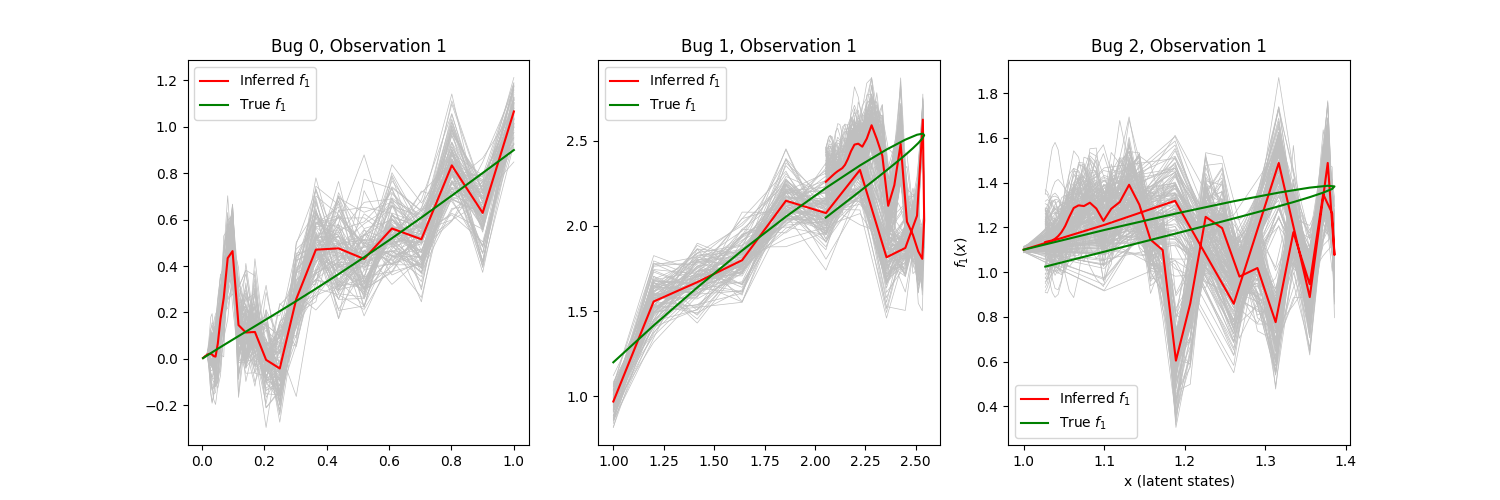 Bug 0, Observation 1
Inferred f₁
True f₁
1.2
1.0
0.8
0.6
0.4
0.2
0.0
−0.2
0.0 0.2 0.4 0.6 0.8 1.0
Bug 1, Observation 1
Inferred f₁
True f₁
2.5
2.0
1.5
1.0
1.00 1.25 1.50 1.75 2.00 2.25 2.50
Bug 2, Observation 1
f₁(x)
1.8
1.6
1.4
1.2
1.0
0.8
0.6
0.4
Inferred f₁
True f₁
1.0 1.1 1.2 1.3 1.4
x (latent states)